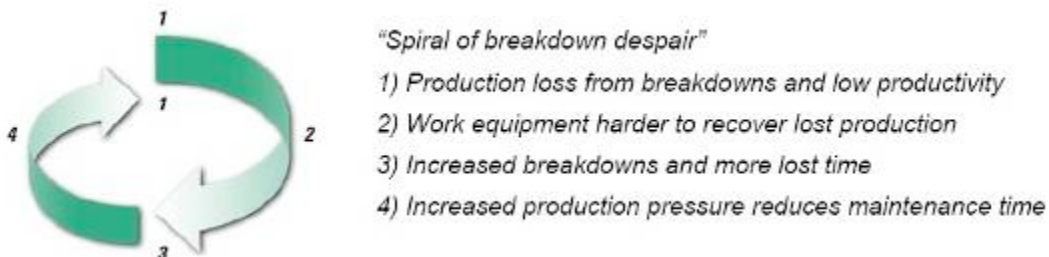 1
"Spiral of breakdown despair"
1) Production loss from breakdowns and low productivity
1
4
2
2) Work equipment harder to recover lost production
3) Increased breakdowns and more lost time
4) Increased production pressure reduces maintenance time
3